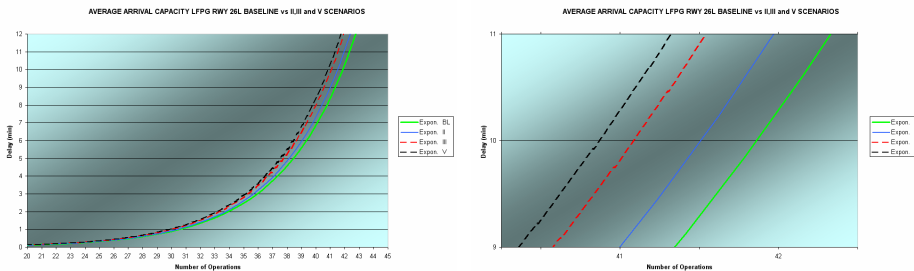 AVERAGE ARRIVAL CAPACITY LFPG RWY 26L BASELINE vs II,III and V SCENARIOS
Delay (min)
12
11
10
9
8
7
6
5
4
3
2
1
0
20 21 22 23 24 25 26 27 28 29 30 31 32 33 34 35 36 37 38 39 40 41 42 43 44 45
Number of Operations
Expon. BL
Expon. II
Expon. III
Expon. V
AVERAGE ARRIVAL CAPACITY LFPG RWY 26L BASELINE vs II,III and V SCENARIOS
Delay (min)
11
10
9
41 42
Number of Operations
Expon.
Expon.
Expon.
Expon.